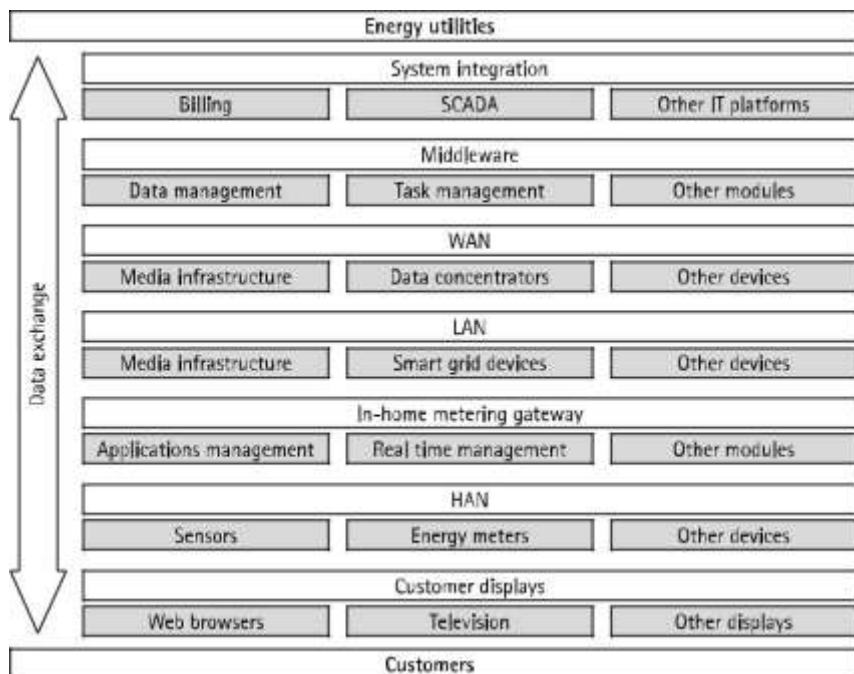 Energy utilities
System integration
Billing SCADA Other IT platforms
Middleware
Data management Task management Other modules
WAN
Media infrastructure Data concentrators Other devices
LAN
Media infrastructure Smart grid devices Other devices
In-home metering gateway
Applications management Real time management Other modules
HAN
Sensors Energy meters Other devices
Customer displays
Web browsers Television Other displays
Customers
Data exchange